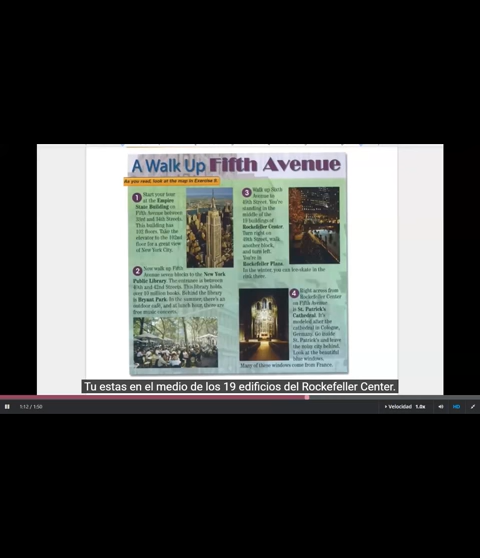 A Walk Up Fifth Avenue
As you read, look at the map in Exercise 5.
1 Start your tour
at the Empire
State Building on
Fifth Avenue between
33rd and 34th Streets.
This building has
102 floors. Take the
elevator to the 102nd
floor for a great view
of New York City.
2 Now walk up Fifth
Avenue seven blocks to the New York
Public Library. The entrance is between
40th and 42nd Streets. This library holds
over 10 million books. Behind the library
is Bryant Park. In the summer, there's an
outdoor café, and at lunch hour, there are
free music concerts.
3 Walk up Sixth
Avenue to
49th Street. You're
standing in the
middle of the
19 buildings of
Rockefeller Center.
Turn right on
49th Street, walk
another block,
and turn left.
You're in
Rockefeller Plaza.
In the winter, you can ice-skate in the
rink there.
4 Right across from
Rockefeller Center
on Fifth Avenue
is St. Patrick's
Cathedral. It's
modeled after the
cathedral in Cologne,
Germany. Go inside
St. Patrick's and leave
the noisy city behind.
Look at the beautiful
blue windows.
Many of these windows come from France.
Tu estas en el medio de los 19 edificios del Rockefeller Center.
1:12 / 1:50
Velocidad 1.0x
HD